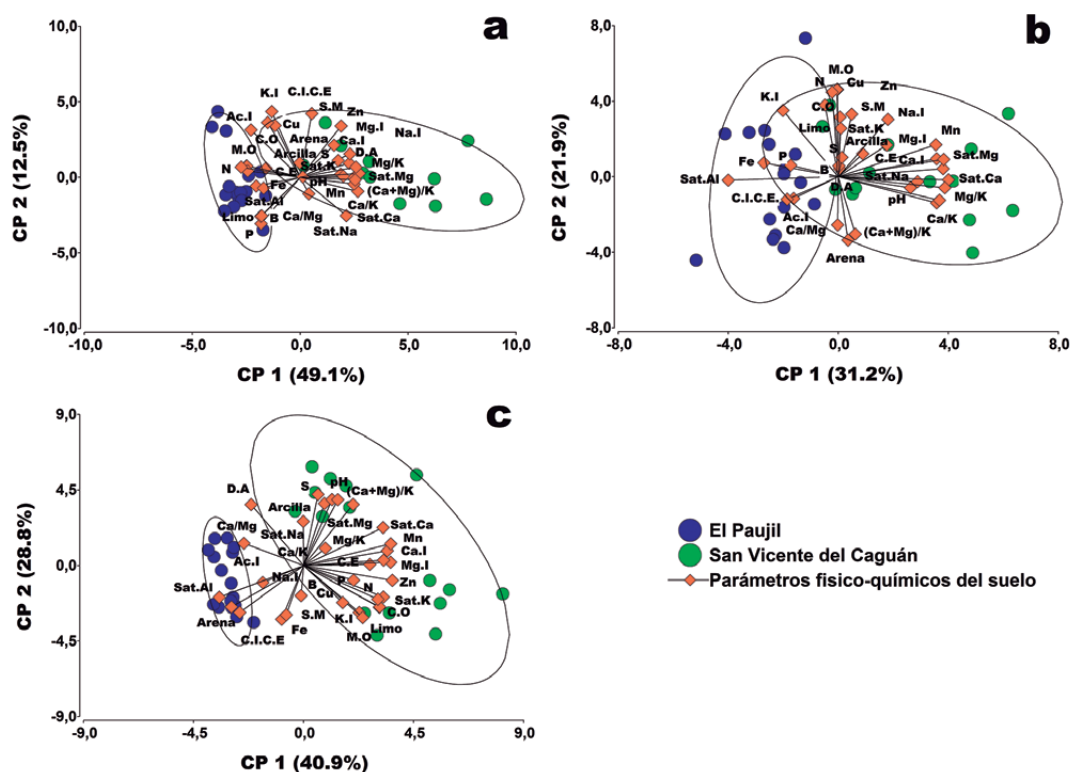 a
10,0
5,0
0,0
-5,0
-10,0
CP 2 (12.5%)
K.I
C.I.C.E
S.M
Zn
Ac.I
Cu
Mg.I
Na.I
C.O
Arena
Ca.I
M.O
Arcilla
S
D.A
N
Sat.K
Mg/K
C.E
Sat.Mg
Fe
pH
Mn
(Ca+Mg)/K
Sat.Al
Limo
B
Ca/Mg
Ca/K
Sat.Ca
P
Sat.Na
-10,0
-5,0
0,0
5,0
10,0
CP 1 (49.1%)
b
8,0
4,0
0,0
-4,0
-8,0
CP 2 (21.9%)
M.O
N
Cu
Zn
K.I
C.O
S.M
Na.I
Limo
Sat.K
Mg.I
Mn
S
Arcilla
Fe
P
C.E
Ca.I
Sat.Mg
Sat.Al
B
Sat.Na
Sat.Ca
C.I.C.E.
D.A
pH
Mg/K
Ac.I
Ca/K
Ca/Mg
(Ca+Mg)/K
Arena
-8,0
-4,0
0,0
4,0
8,0
CP 1 (31.2%)
c
9,0
4,5
0,0
-4,5
-9,0
CP 2 (28.8%)
D.A
S
pH
(Ca+Mg)/K
Arcilla
Ca/Mg
Sat.Mg
Sat.Ca
Sat.Na
Mg/K
Mn
Ca/K
Ca.I
Ac.I
C.E
Mg.I
Sat.Al
Na.I
B
P
N
Zn
Cu
Sat.K
Arena
S.M
K.I
C.O
C.I.C.E
Fe
Limo
M.O
-9,0
-4,5
0,0
4,5
9,0
CP 1 (40.9%)
El Paujil
San Vicente del Caguán
Parámetros fisico-químicos del suelo